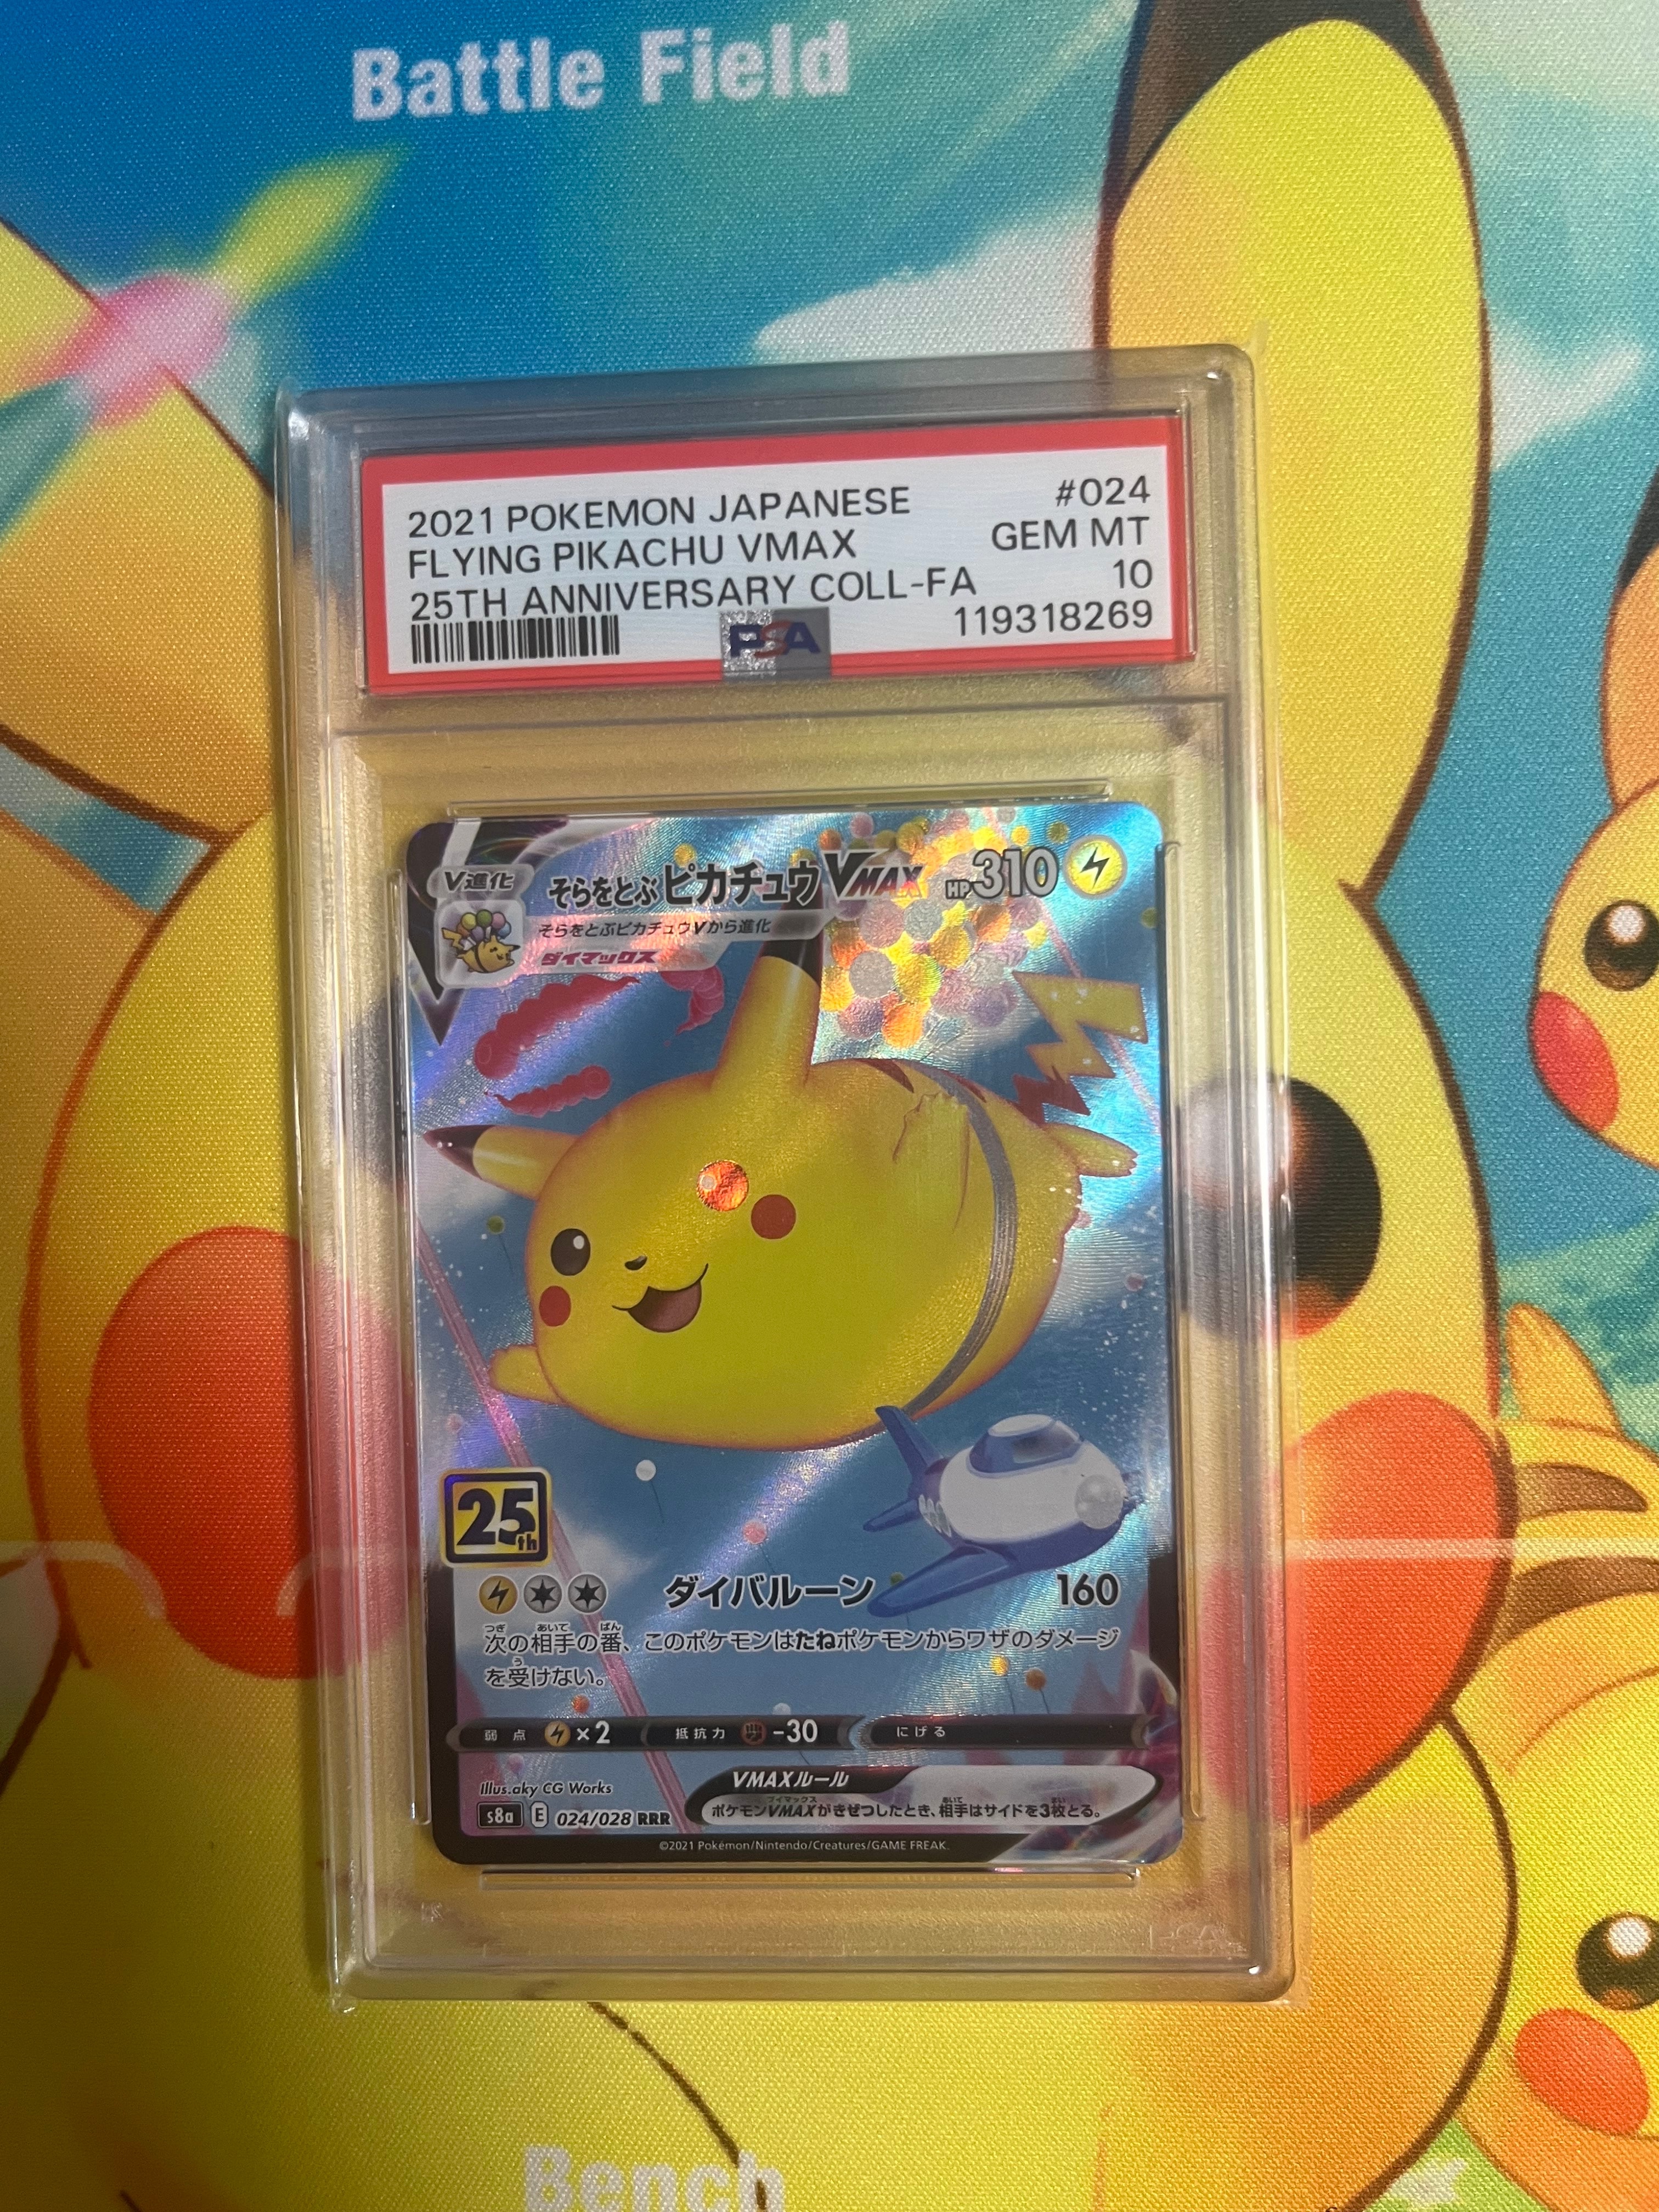 Battle Field
2021 POKEMON JAPANESE #024
FLYING PIKACHU VMAX GEM MT
25TH ANNIVERSARY COLL-FA 10
PSA 119318269
V進化 そらをとぶピカチュウVMAX HP310
そらをとぶピカチュウVから進化
ダイマックス
25th
ダイバルーン 160
次の相手の番、このポケモンはたねポケモンからワザのダメージ
を受けない。
弱点 ×2 抵抗力 -30 にげる
VMAXルール
ポケモンVMAXがきぜつしたとき、相手はサイドを3枚とる。
Illus.aky CG Works
s8a E 024/028 RRR
©2021 Pokémon/Nintendo/Creatures/GAME FREAK.
Bench